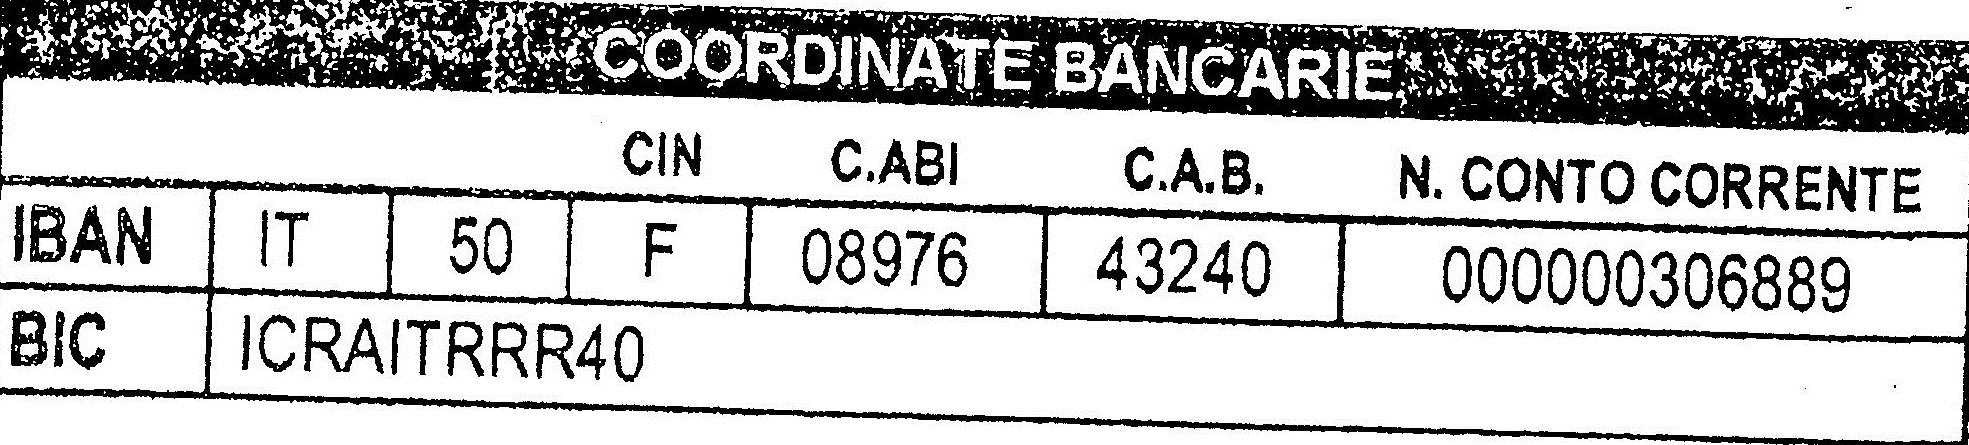 COORDINATE BANCARIE
CIN C.ABI C.A.B. N. CONTO CORRENTE
IBAN IT 50 F 08976 43240 000000306889
BIC ICRAITRRR40